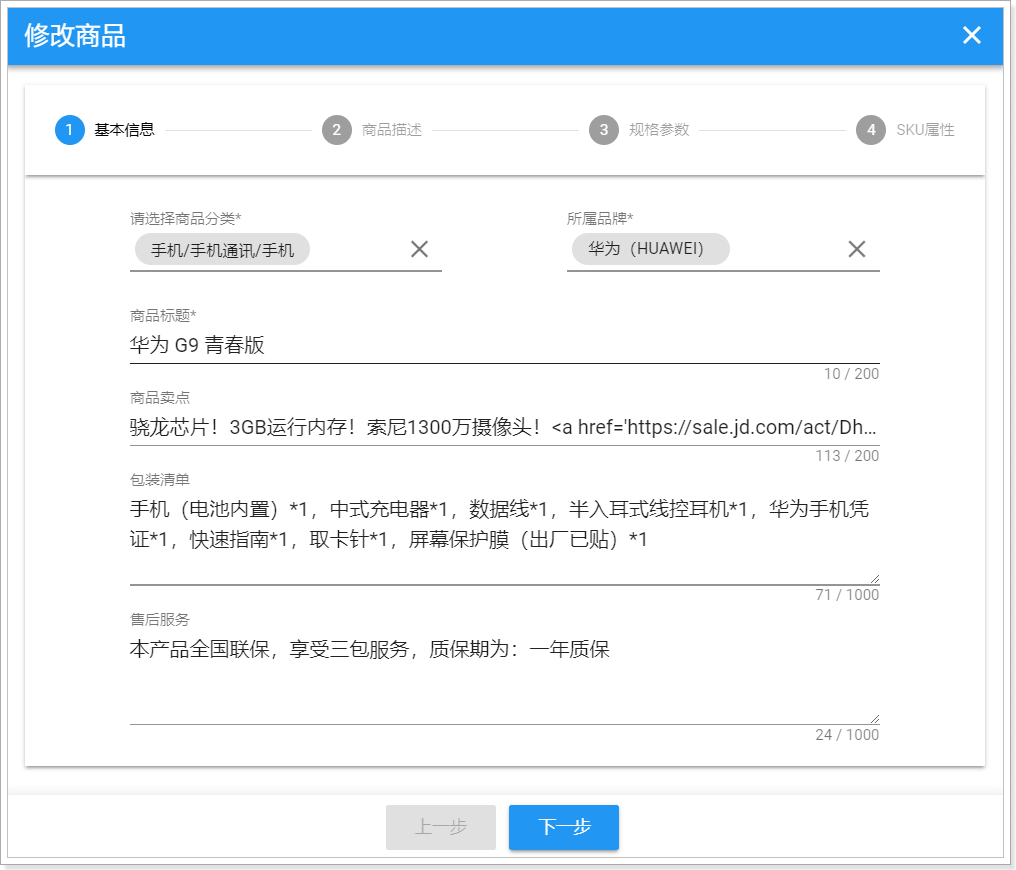 修改商品
1 基本信息 2 商品描述 3 规格参数 4 SKU属性
请选择商品分类* 所属品牌*
手机/手机通讯/手机 华为（HUAWEI）
商品标题*
华为 G9 青春版
10 / 200
商品卖点
骁龙芯片！3GB运行内存！索尼1300万摄像头！<a href='https://sale.jd.com/act/Dh...
113 / 200
包装清单
手机（电池内置）*1，中式充电器*1，数据线*1，半入耳式线控耳机*1，华为手机凭
证*1，快速指南*1，取卡针*1，屏幕保护膜（出厂已贴）*1
71 / 1000
售后服务
本产品全国联保，享受三包服务，质保期为：一年质保
24 / 1000
上一步 下一步